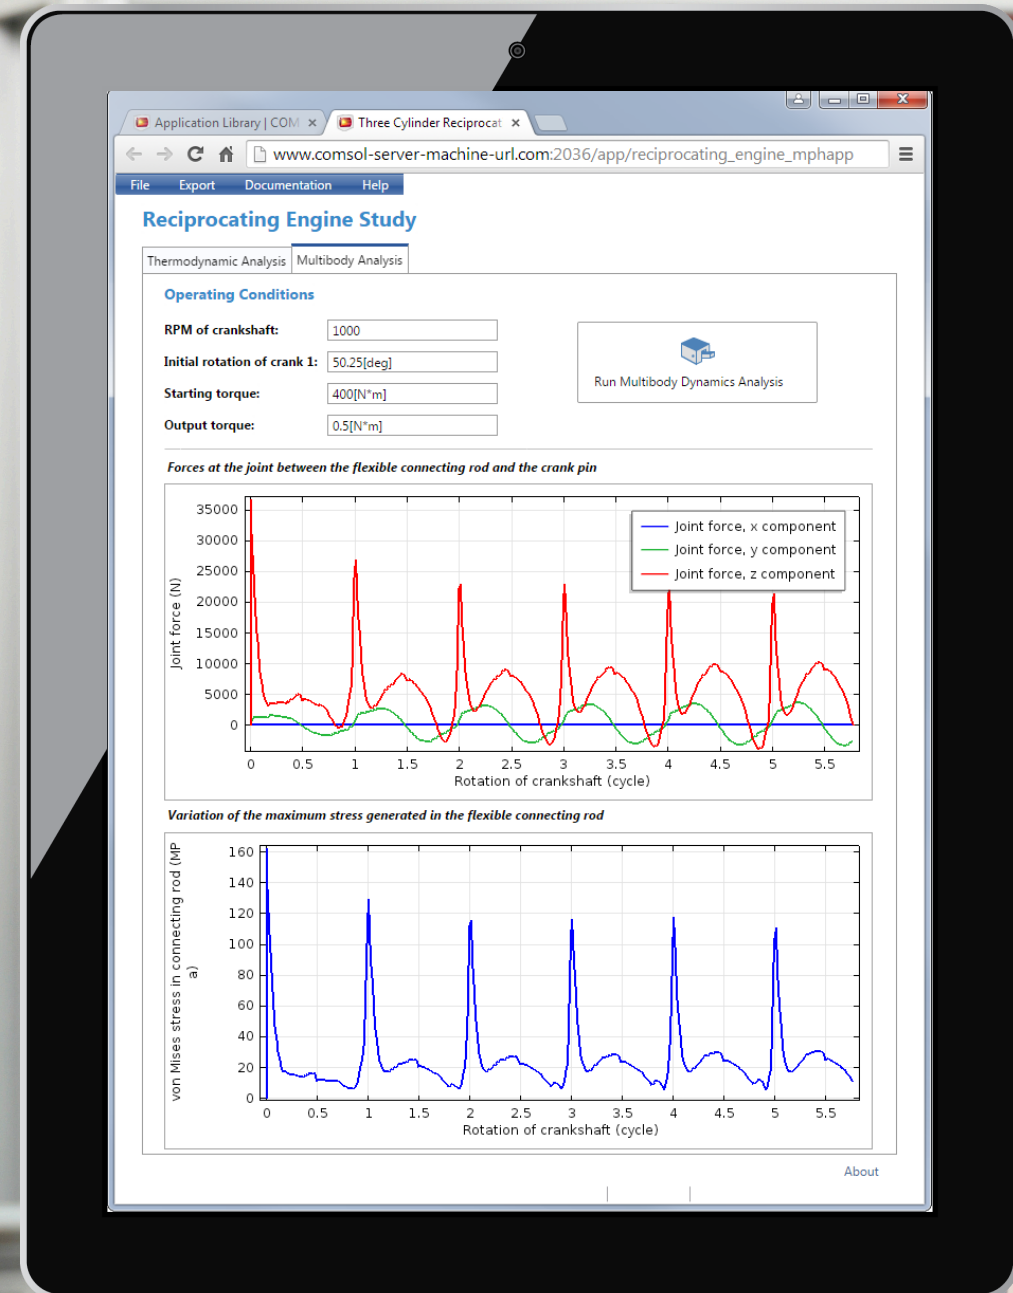 Application Library | COM
Three Cylinder Reciprocat
www.comsol-server-machine-url.com:2036/app/reciprocating_engine_mphapp
File Export Documentation Help
Reciprocating Engine Study
Thermodynamic Analysis Multibody Analysis
Operating Conditions
RPM of crankshaft: 1000
Initial rotation of crank 1: 50.25[deg]
Starting torque: 400[N*m]
Output torque: 0.5[N*m]
Run Multibody Dynamics Analysis
Forces at the joint between the flexible connecting rod and the crank pin
Joint force (N)
35000
30000
25000
20000
15000
10000
5000
0
Joint force, x component
Joint force, y component
Joint force, z component
0 0.5 1 1.5 2 2.5 3 3.5 4 4.5 5 5.5
Rotation of crankshaft (cycle)
Variation of the maximum stress generated in the flexible connecting rod
von Mises stress in connecting rod (MP
a)
160
140
120
100
80
60
40
20
0
0 0.5 1 1.5 2 2.5 3 3.5 4 4.5 5 5.5
Rotation of crankshaft (cycle)
About